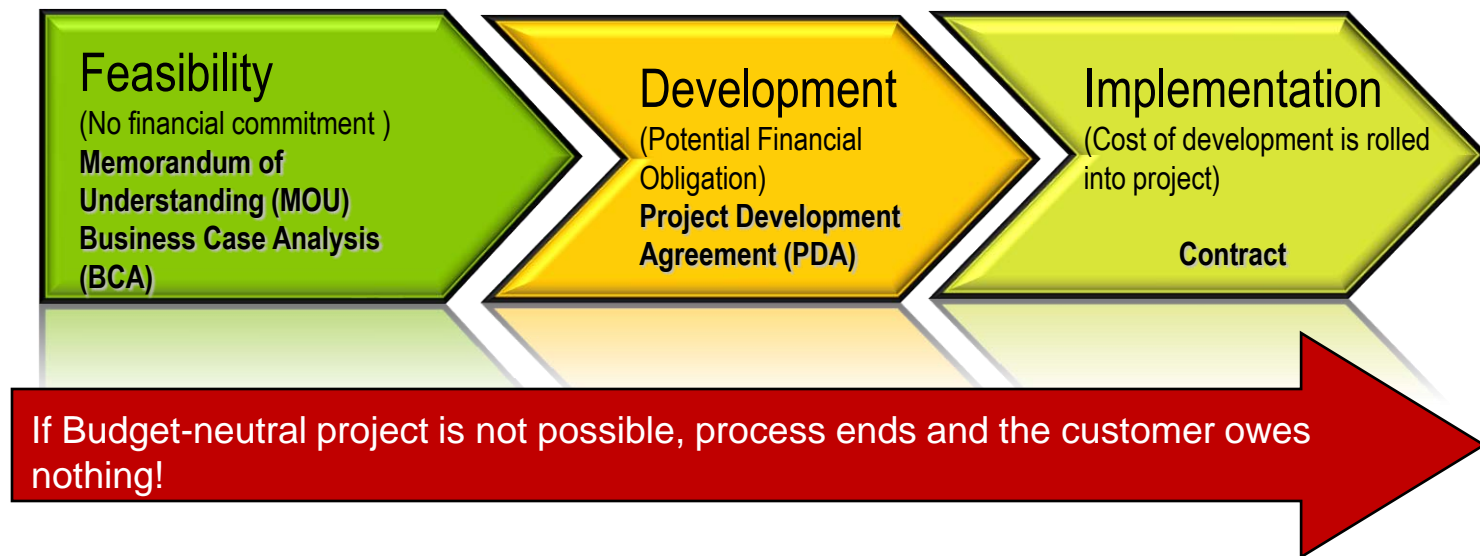 Feasibility
(No financial commitment )
Memorandum of
Understanding (MOU)
Business Case Analysis
(BCA)
Development
(Potential Financial
Obligation)
Project Development
Agreement (PDA)
Implementation
(Cost of development is rolled
into project)
Contract
If Budget-neutral project is not possible, process ends and the customer owes
nothing!